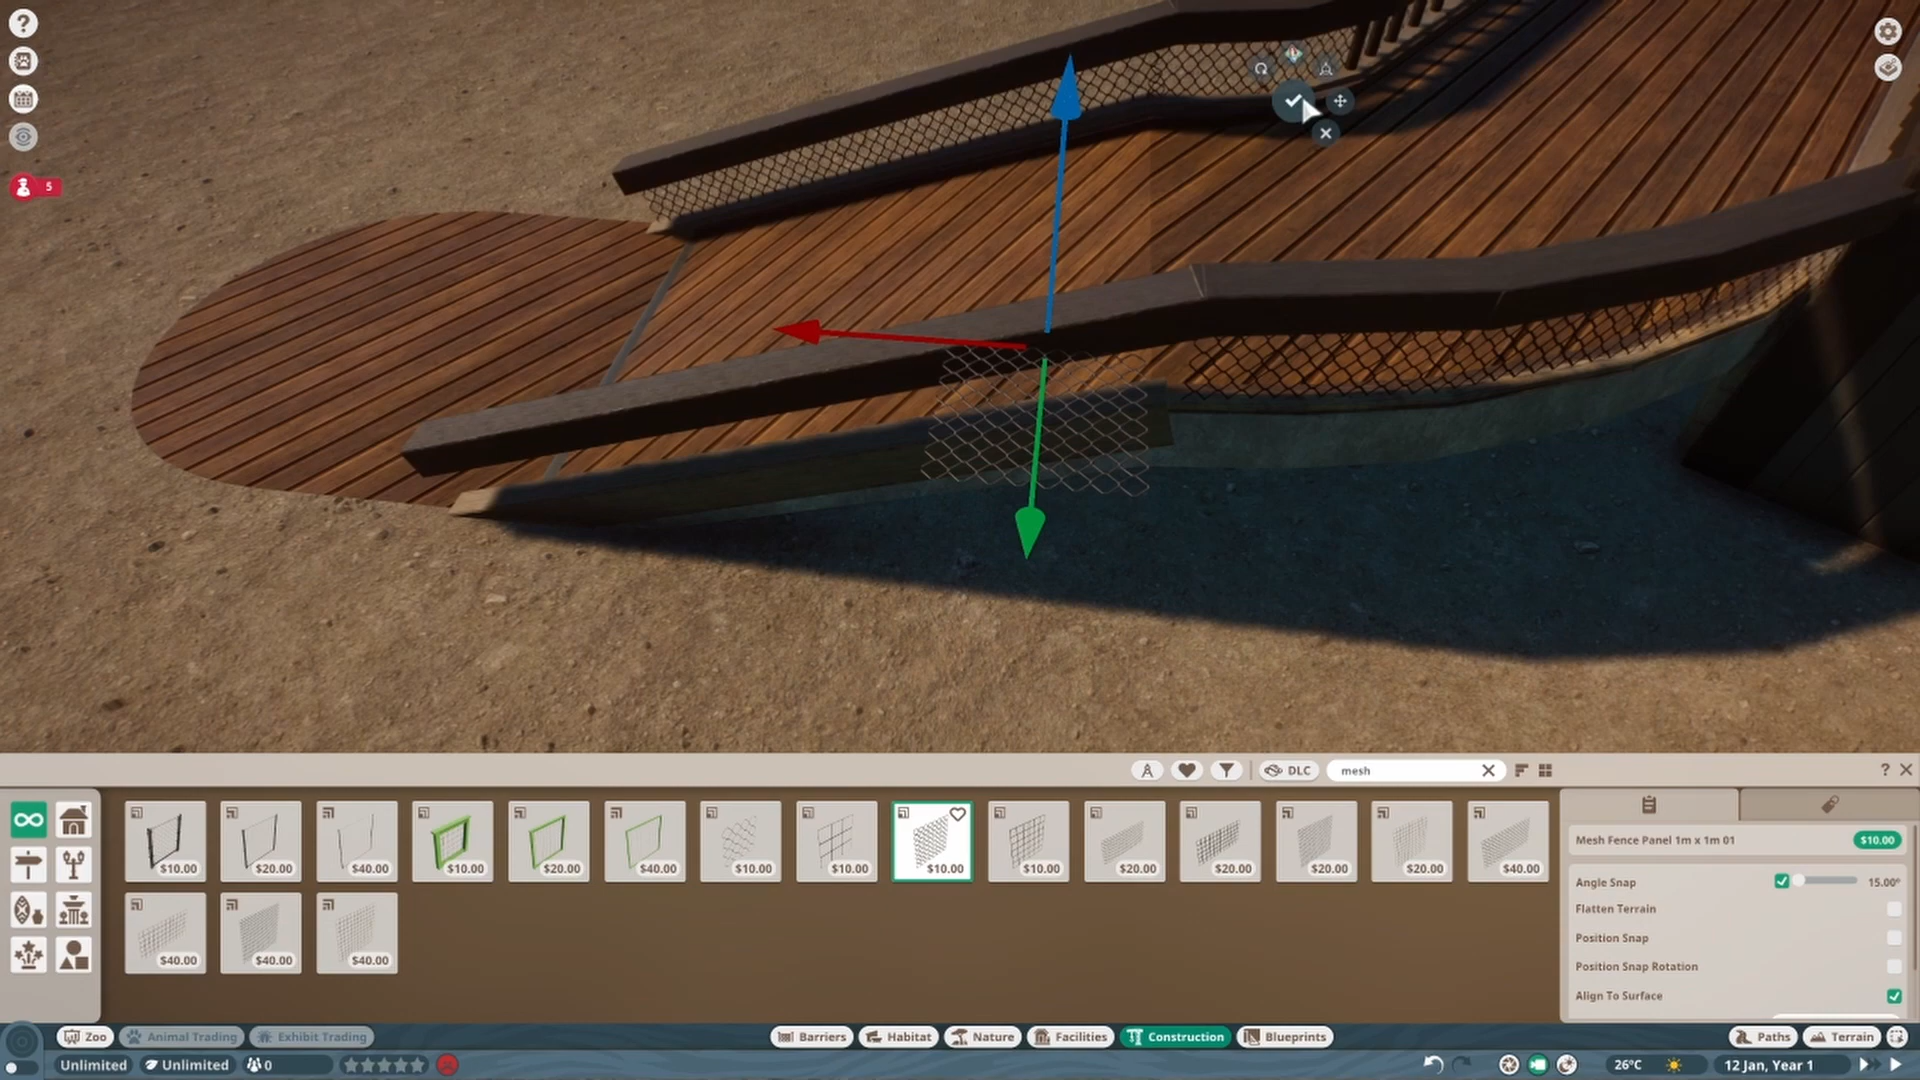 ?
5
DLC
mesh
?
$10.00
$20.00
$40.00
$10.00
$20.00
$40.00
$10.00
$10.00
$10.00
$10.00
$20.00
$20.00
$20.00
$20.00
$40.00
$40.00
$40.00
$40.00
Mesh Fence Panel 1m x 1m 01
$10.00
Angle Snap
15.00°
Flatten Terrain
Position Snap
Position Snap Rotation
Align To Surface
Zoo
Animal Trading
Exhibit Trading
Barriers
Habitat
Nature
Facilities
Construction
Blueprints
Paths
Terrain
Unlimited
Unlimited
0
26°C
12 Jan, Year 1